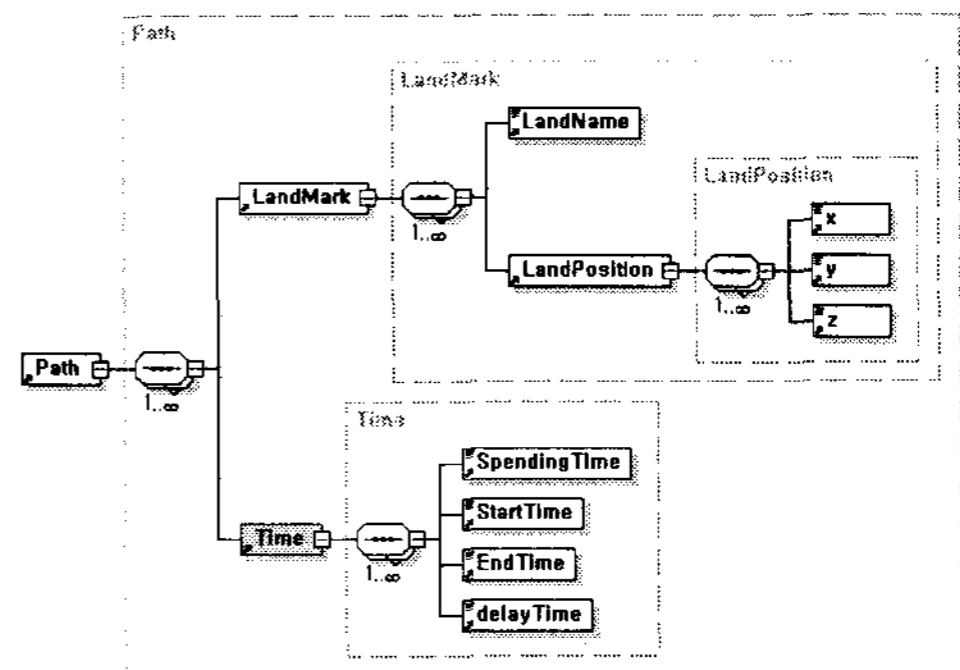 Path
LandMark
LandName
LandPosition
LandMark
1..∞
x
LandPosition
y
1..∞
z
Path
1..∞
Time
SpendingTIme
StartTime
Time
EndTime
1..∞
delayTime